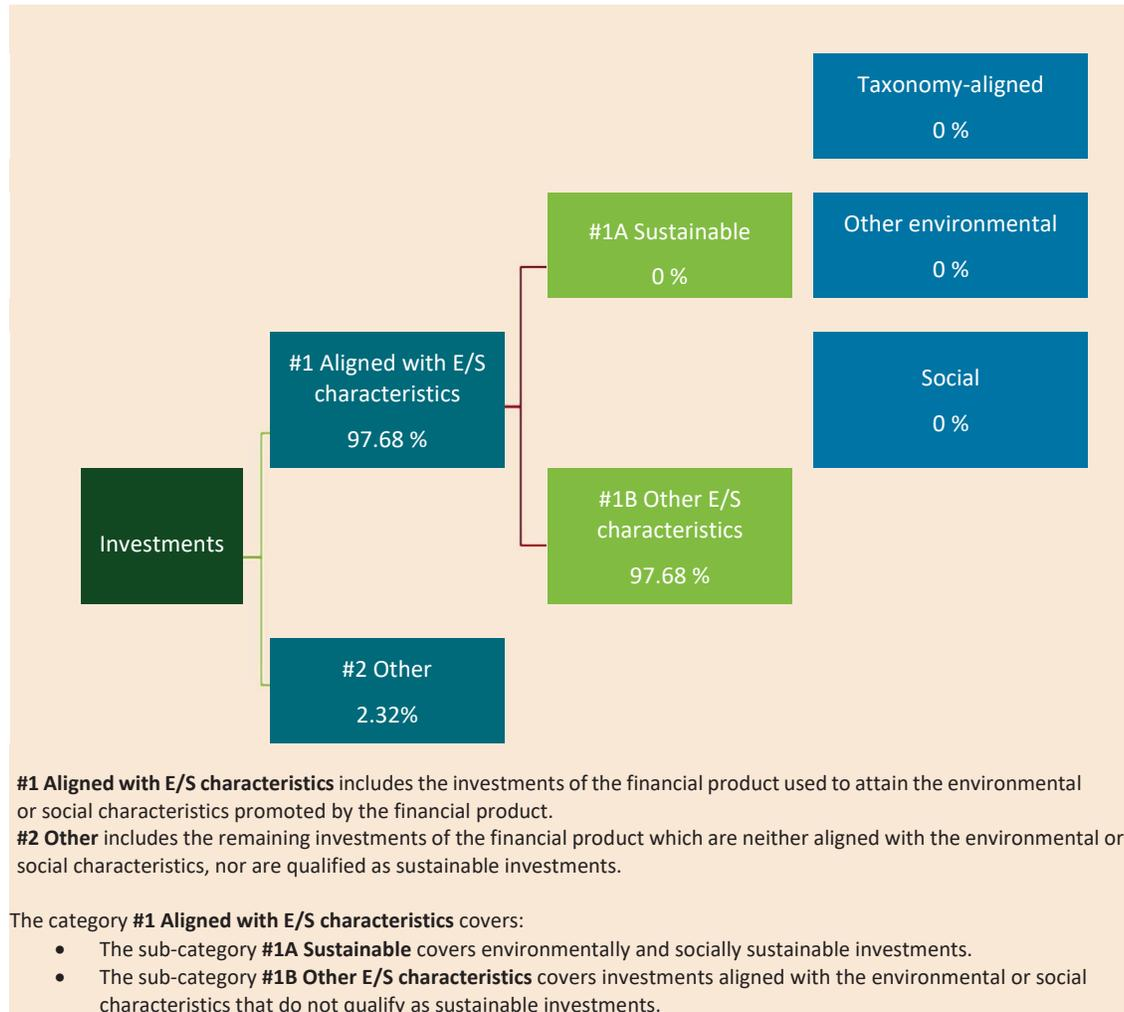 Taxonomy-aligned
0 %
#1A Sustainable
0 %
Other environmental
0 %
#1 Aligned with E/S
characteristics
97.68 %
Social
0 %
Investments
#1B Other E/S
characteristics
97.68 %
#2 Other
2.32%
#1 Aligned with E/S characteristics includes the investments of the financial product used to attain the environmental
or social characteristics promoted by the financial product.
#2 Other includes the remaining investments of the financial product which are neither aligned with the environmental or
social characteristics, nor are qualified as sustainable investments.
The category #1 Aligned with E/S characteristics covers:
• The sub-category #1A Sustainable covers environmentally and socially sustainable investments.
• The sub-category #1B Other E/S characteristics covers investments aligned with the environmental or social
characteristics that do not qualify as sustainable investments.